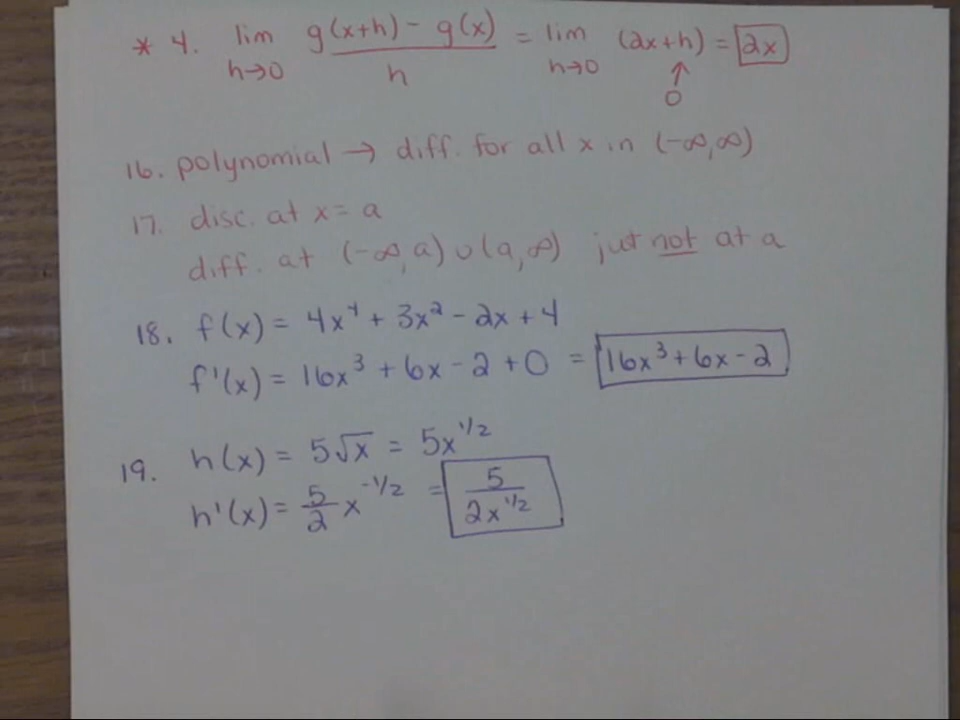 * 4. lim h→0 g(x+h) - g(x) / h = lim h→0 (2x+h) = 2x
↑
0
16. polynomial → diff. for all x in (-∞,∞)
17. disc. at x = a
diff. at (-∞,a) ∪ (a,∞) just not at a
18. f(x) = 4x⁴ + 3x² - 2x + 4
f'(x) = 16x³ + 6x - 2 + 0 = 16x³ + 6x - 2
19. h(x) = 5√x = 5x^1/2
h'(x) = 5/2 x^-1/2 = 5 / 2x^1/2